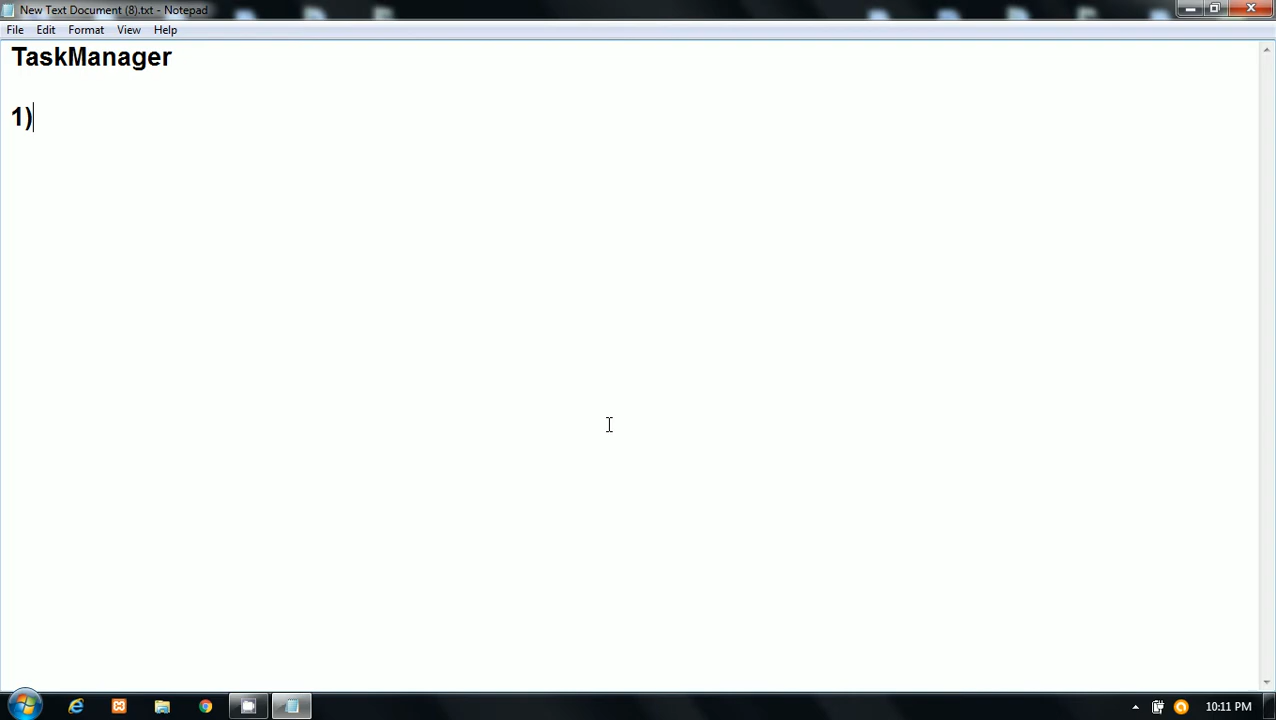 New Text Document (8).txt - Notepad
File Edit Format View Help
TaskManager
1)
10:11 PM